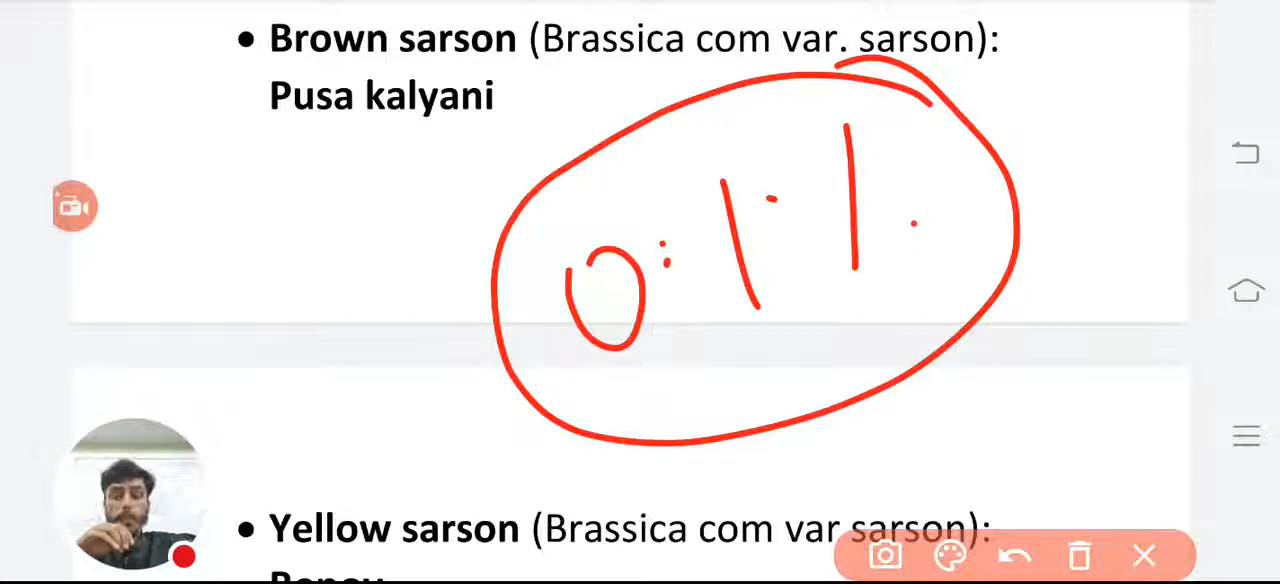 • Brown sarson (Brassica com var. sarson):
Pusa kalyani
0:1:1.
• Yellow sarson (Brassica com var sarson):